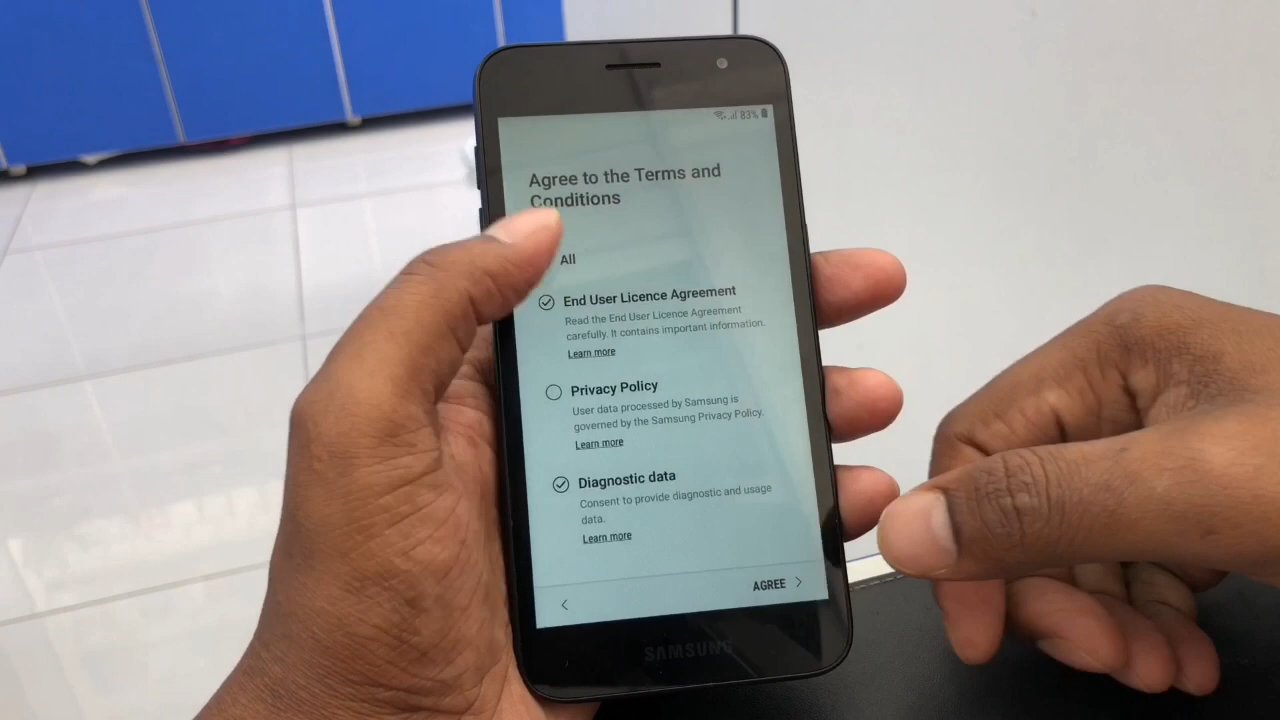 83%
Agree to the Terms and
Conditions
All
End User Licence Agreement
Read the End User Licence Agreement
carefully. It contains important information.
Learn more
Privacy Policy
User data processed by Samsung is
governed by the Samsung Privacy Policy.
Learn more
Diagnostic data
Consent to provide diagnostic and usage
data.
Learn more
AGREE
SAMSUNG